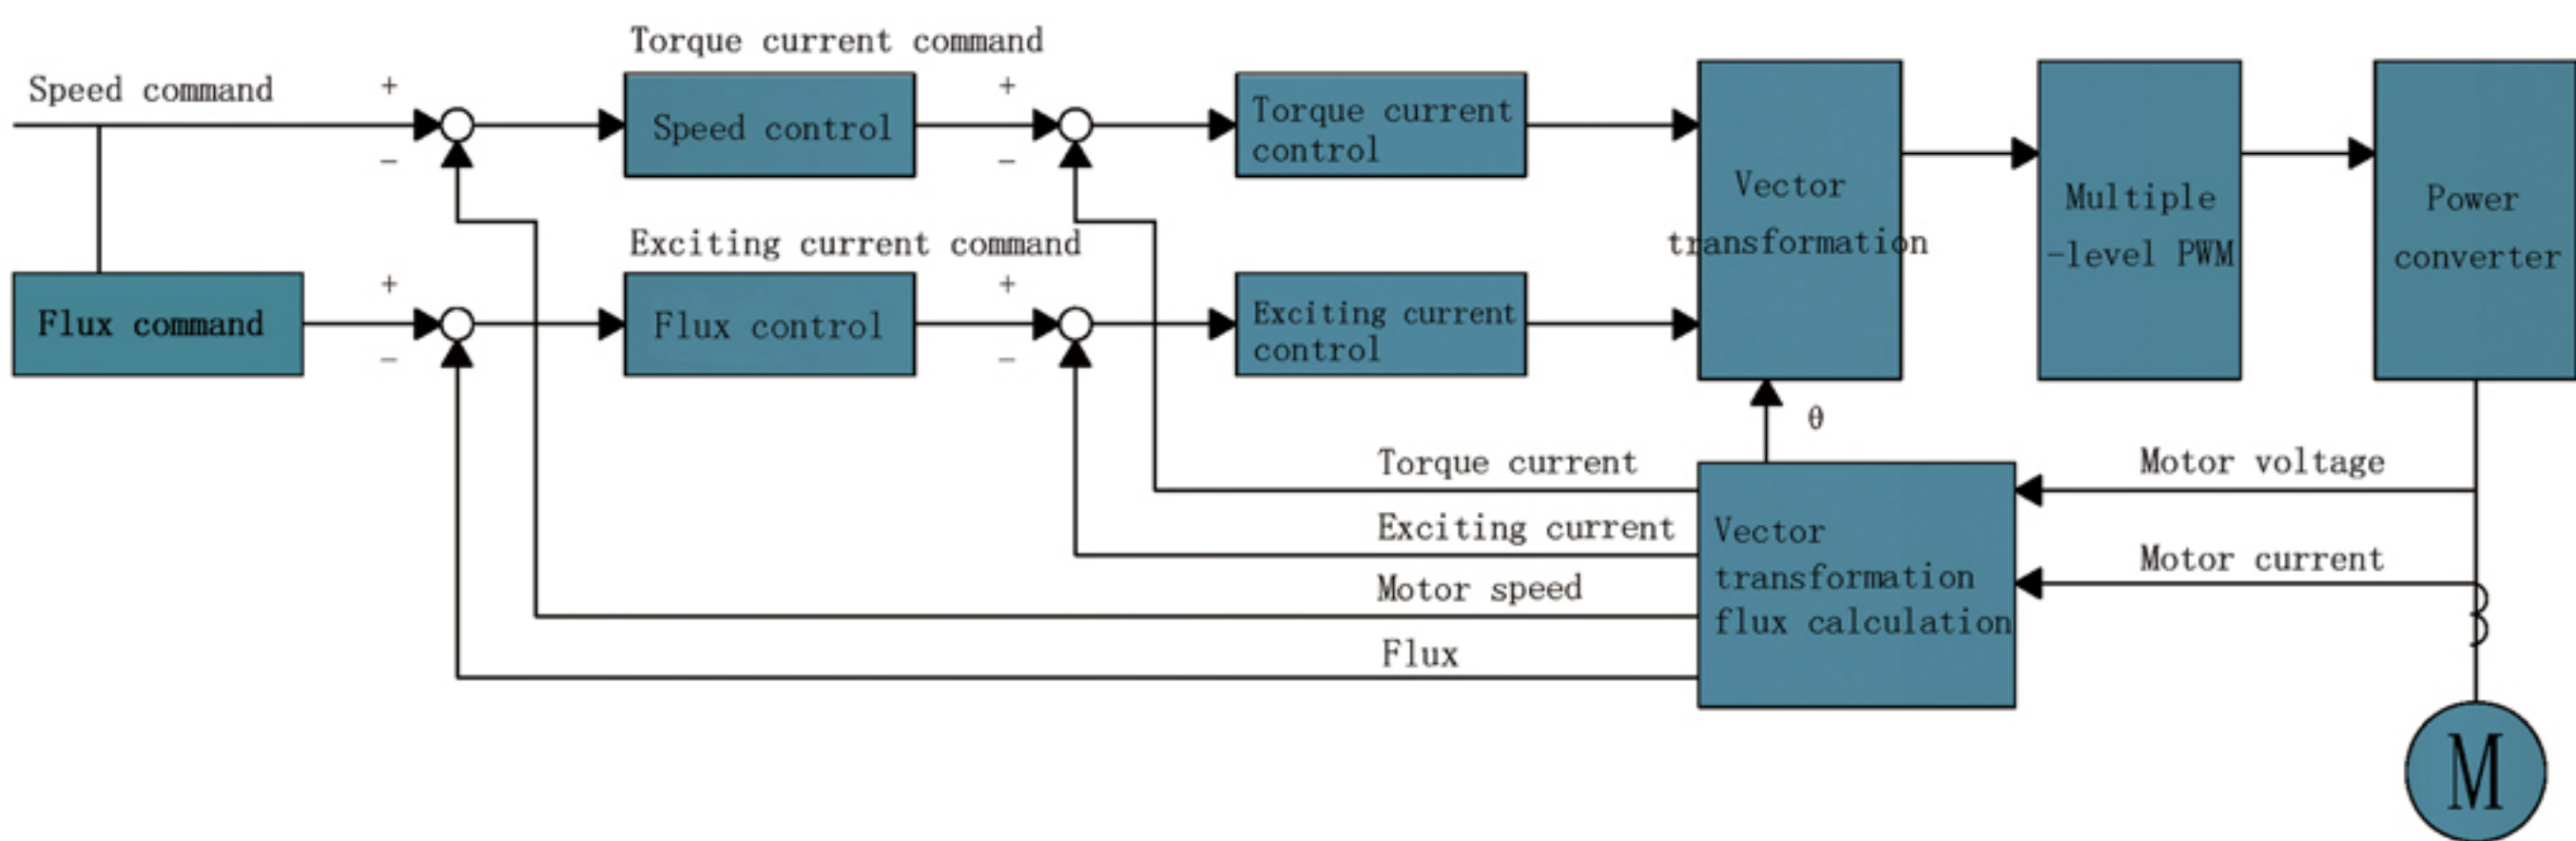 Torque current command
Speed command
+
+
Speed control
Torque current
control
−
−
Vector
transformation
Multiple
-level PWM
Power
converter
Exciting current command
+
+
Flux command
Flux control
Exciting current
control
−
−
θ
Torque current
Motor voltage
Exciting current
Vector
transformation
flux calculation
Motor current
Motor speed
Flux
M